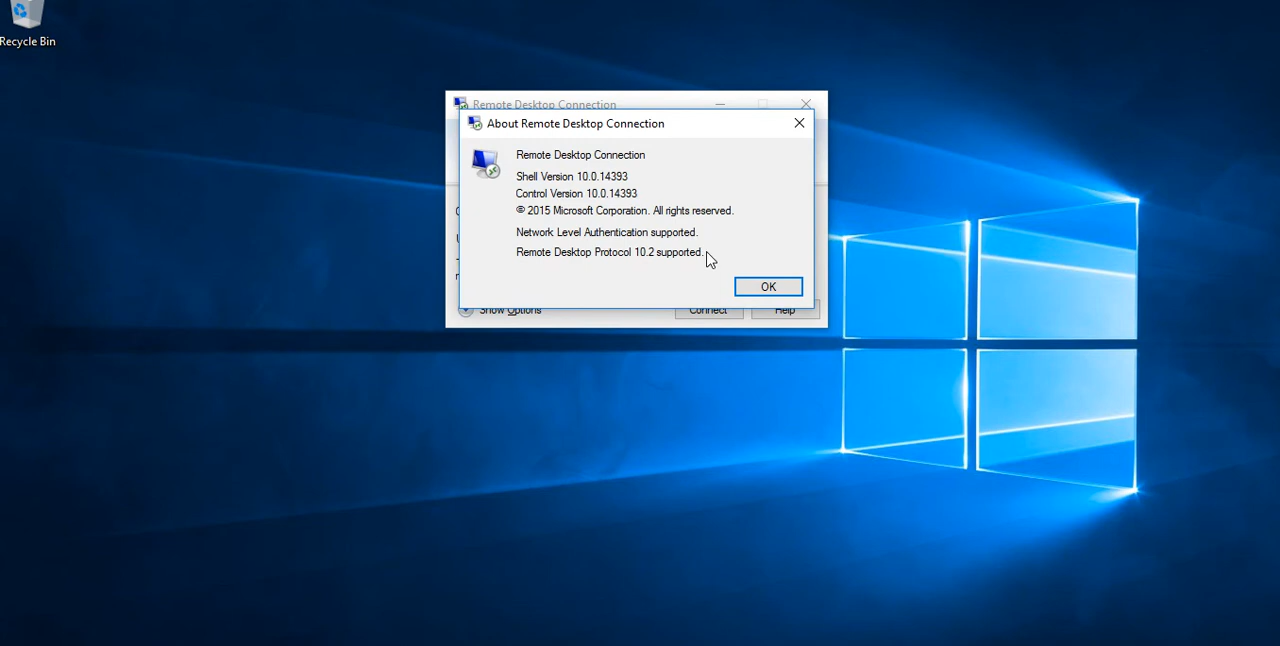 Recycle Bin
Remote Desktop Connection
About Remote Desktop Connection
Remote Desktop Connection
Shell Version 10.0.14393
Control Version 10.0.14393
© 2015 Microsoft Corporation. All rights reserved.
Network Level Authentication supported.
Remote Desktop Protocol 10.2 supported.
OK
Show Options
Connect
Help